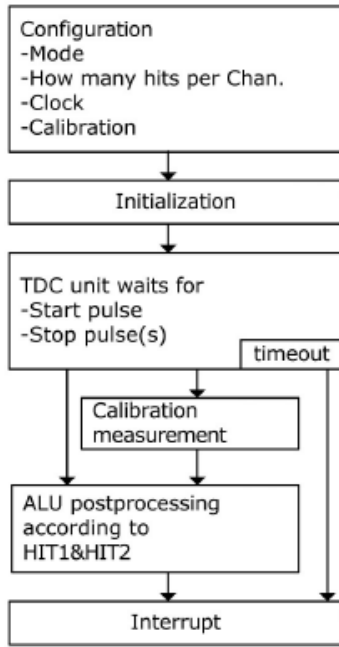 Configuration
-Mode
-How many hits per Chan.
-Clock
-Calibration
Initialization
TDC unit waits for
-Start pulse
-Stop pulse(s)
timeout
Calibration
measurement
ALU postprocessing
according to
HIT1&HIT2
Interrupt